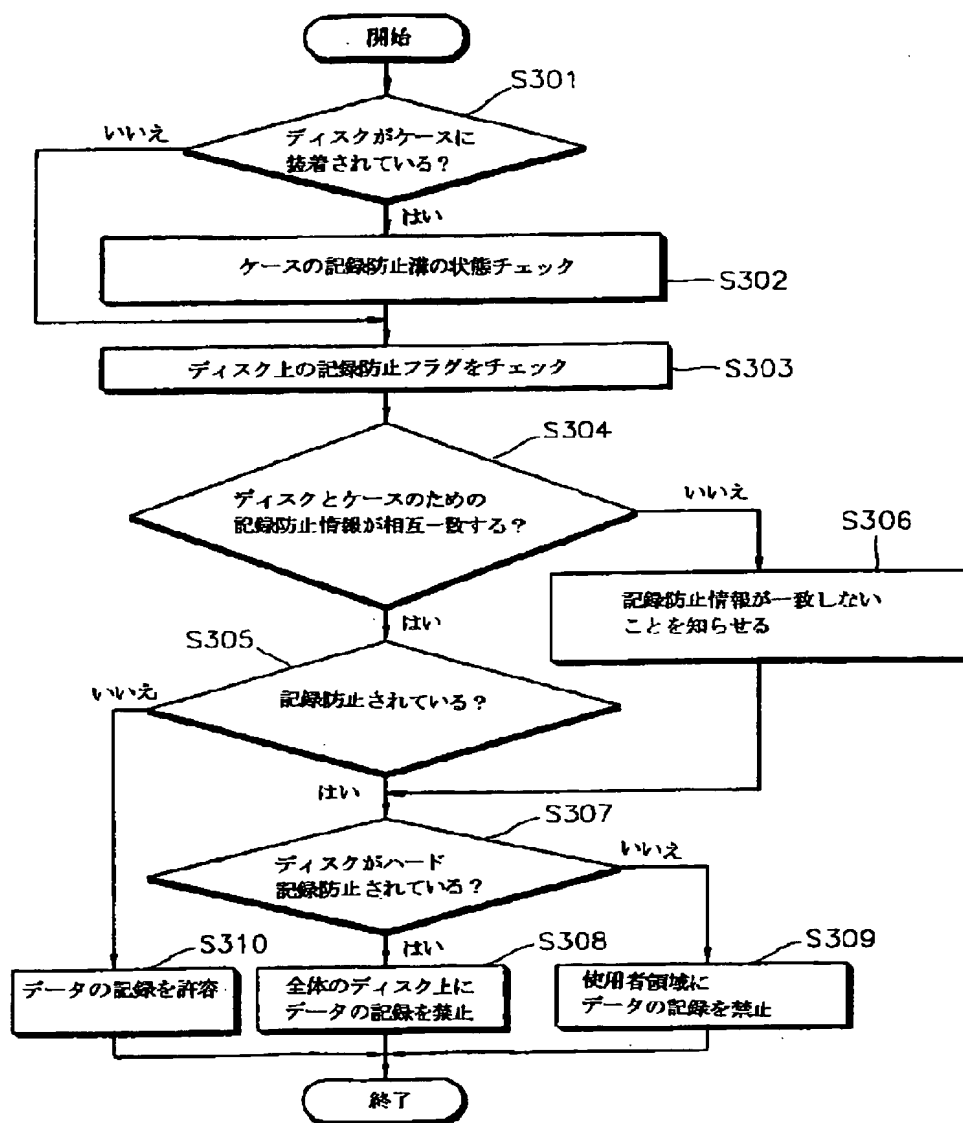 開始
S301
いいえ
ディスクがケースに
装着されている?
はい
ケースの記録防止溝の状態チェック
S302
ディスク上の記録防止フラグをチェック
S303
S304
ディスクとケースのための
記録防止情報が相互一致する?
いいえ
S306
記録防止情報が一致しない
ことを知らせる
はい
S305
いいえ
記録防止されている?
はい
S307
ディスクがハード
記録防止されている?
いいえ
はい
S310
データの記録を許容
S308
全体のディスク上に
データの記録を禁止
S309
使用者領域に
データの記録を禁止
終了